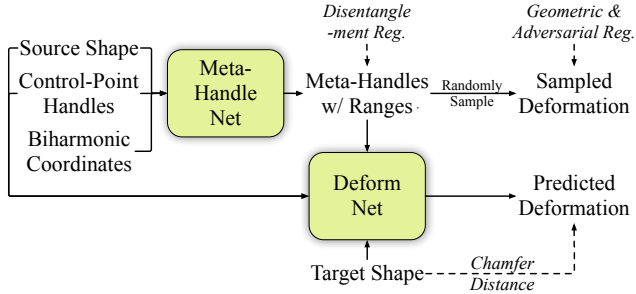 Disentangle
-ment Reg.
Geometric &
Adversarial Reg.
Source Shape
Control-Point
Handles
Biharmonic
Coordinates
Meta-
Handle
Net
Meta-Handles
w/ Ranges
Randomly
Sample
Sampled
Deformation
Deform
Net
Predicted
Deformation
Target Shape
Chamfer
Distance